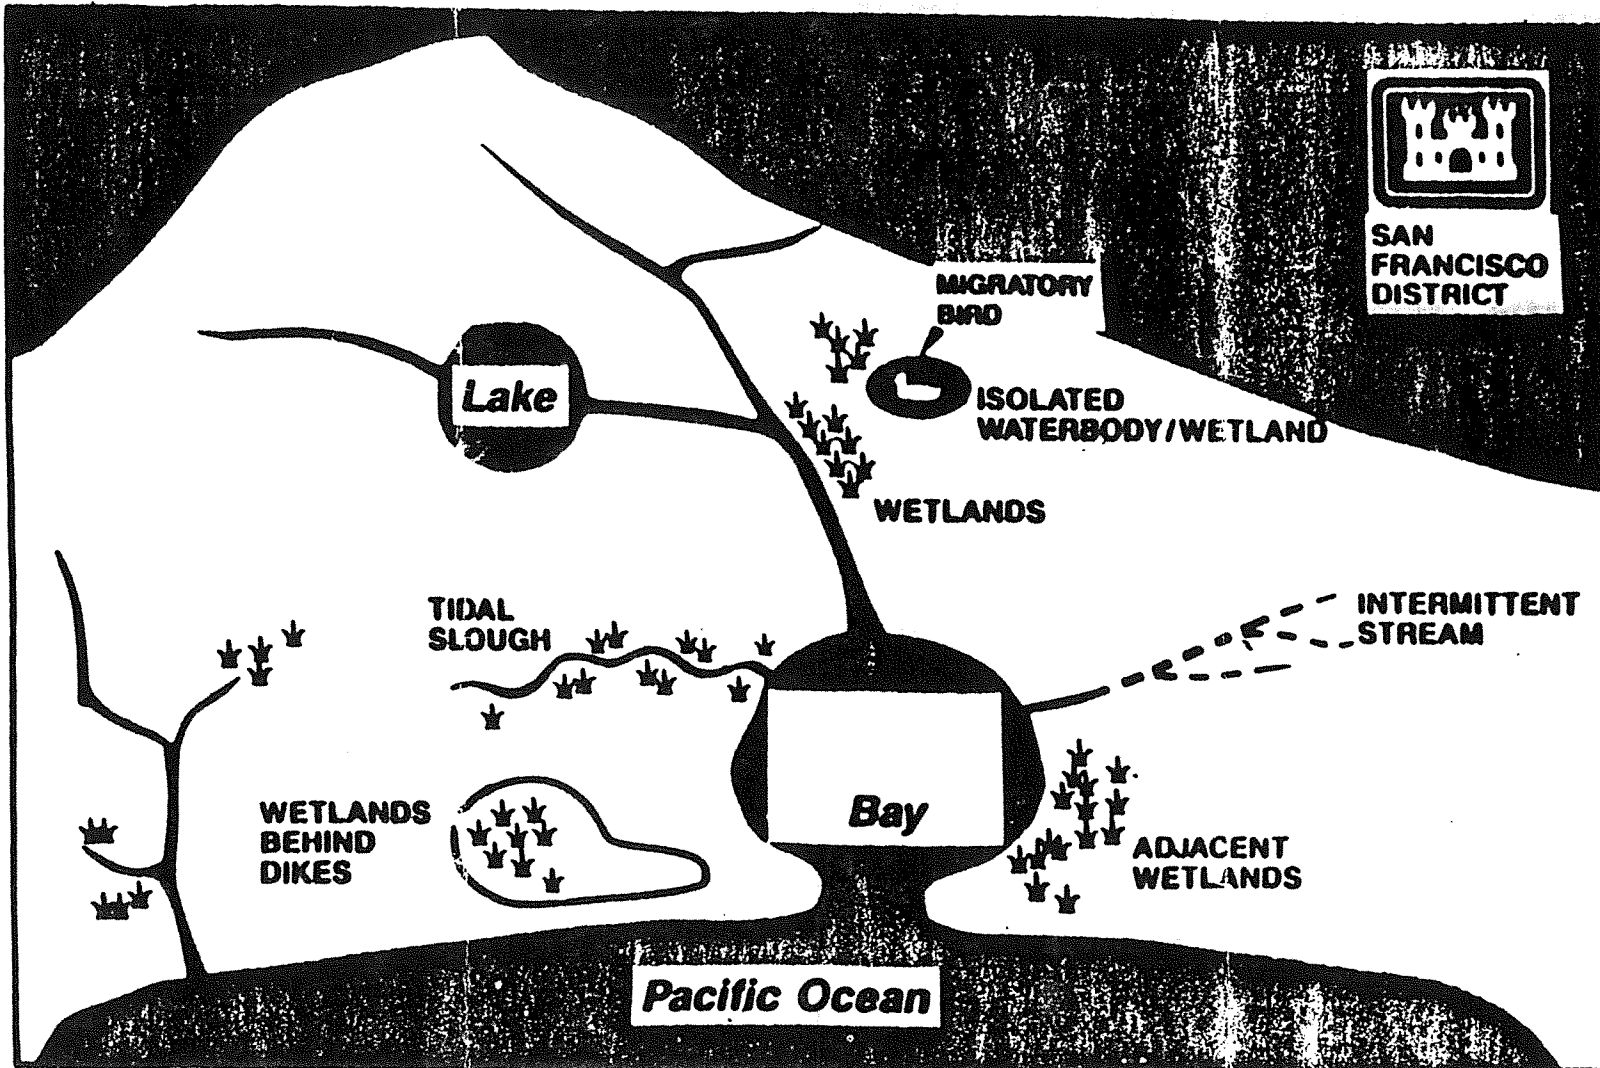 SAN
FRANCISCO
DISTRICT
MIGRATORY
BIRD
Lake
ISOLATED
WATERBODY/WETLAND
WETLANDS
TIDAL
SLOUGH
INTERMITTENT
STREAM
WETLANDS
BEHIND
DIKES
Bay
ADJACENT
WETLANDS
Pacific Ocean